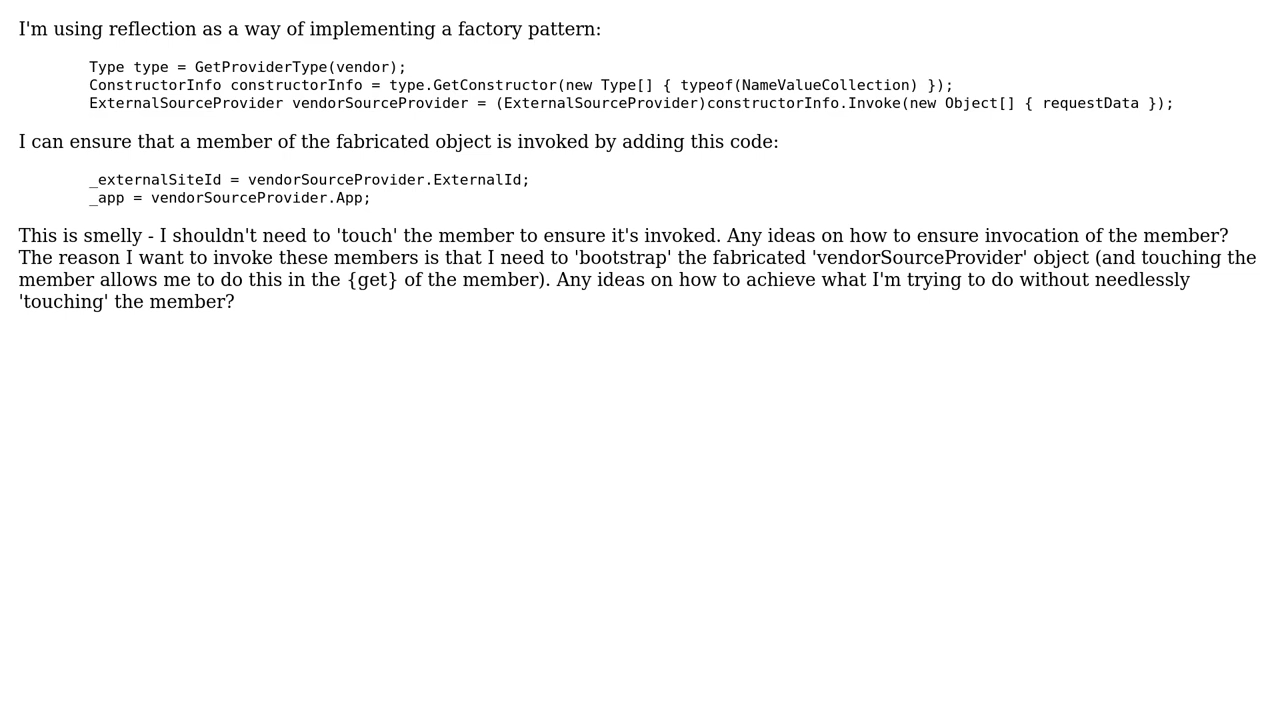 I'm using reflection as a way of implementing a factory pattern:
Type type = GetProviderType(vendor);
ConstructorInfo constructorInfo = type.GetConstructor(new Type[] { typeof(NameValueCollection) });
ExternalSourceProvider vendorSourceProvider = (ExternalSourceProvider)constructorInfo.Invoke(new Object[] { requestData });
I can ensure that a member of the fabricated object is invoked by adding this code:
_externalSiteId = vendorSourceProvider.ExternalId;
_app = vendorSourceProvider.App;
This is smelly - I shouldn't need to 'touch' the member to ensure it's invoked. Any ideas on how to ensure invocation of the member?
The reason I want to invoke these members is that I need to 'bootstrap' the fabricated 'vendorSourceProvider' object (and touching the
member allows me to do this in the {get} of the member). Any ideas on how to achieve what I'm trying to do without needlessly
'touching' the member?